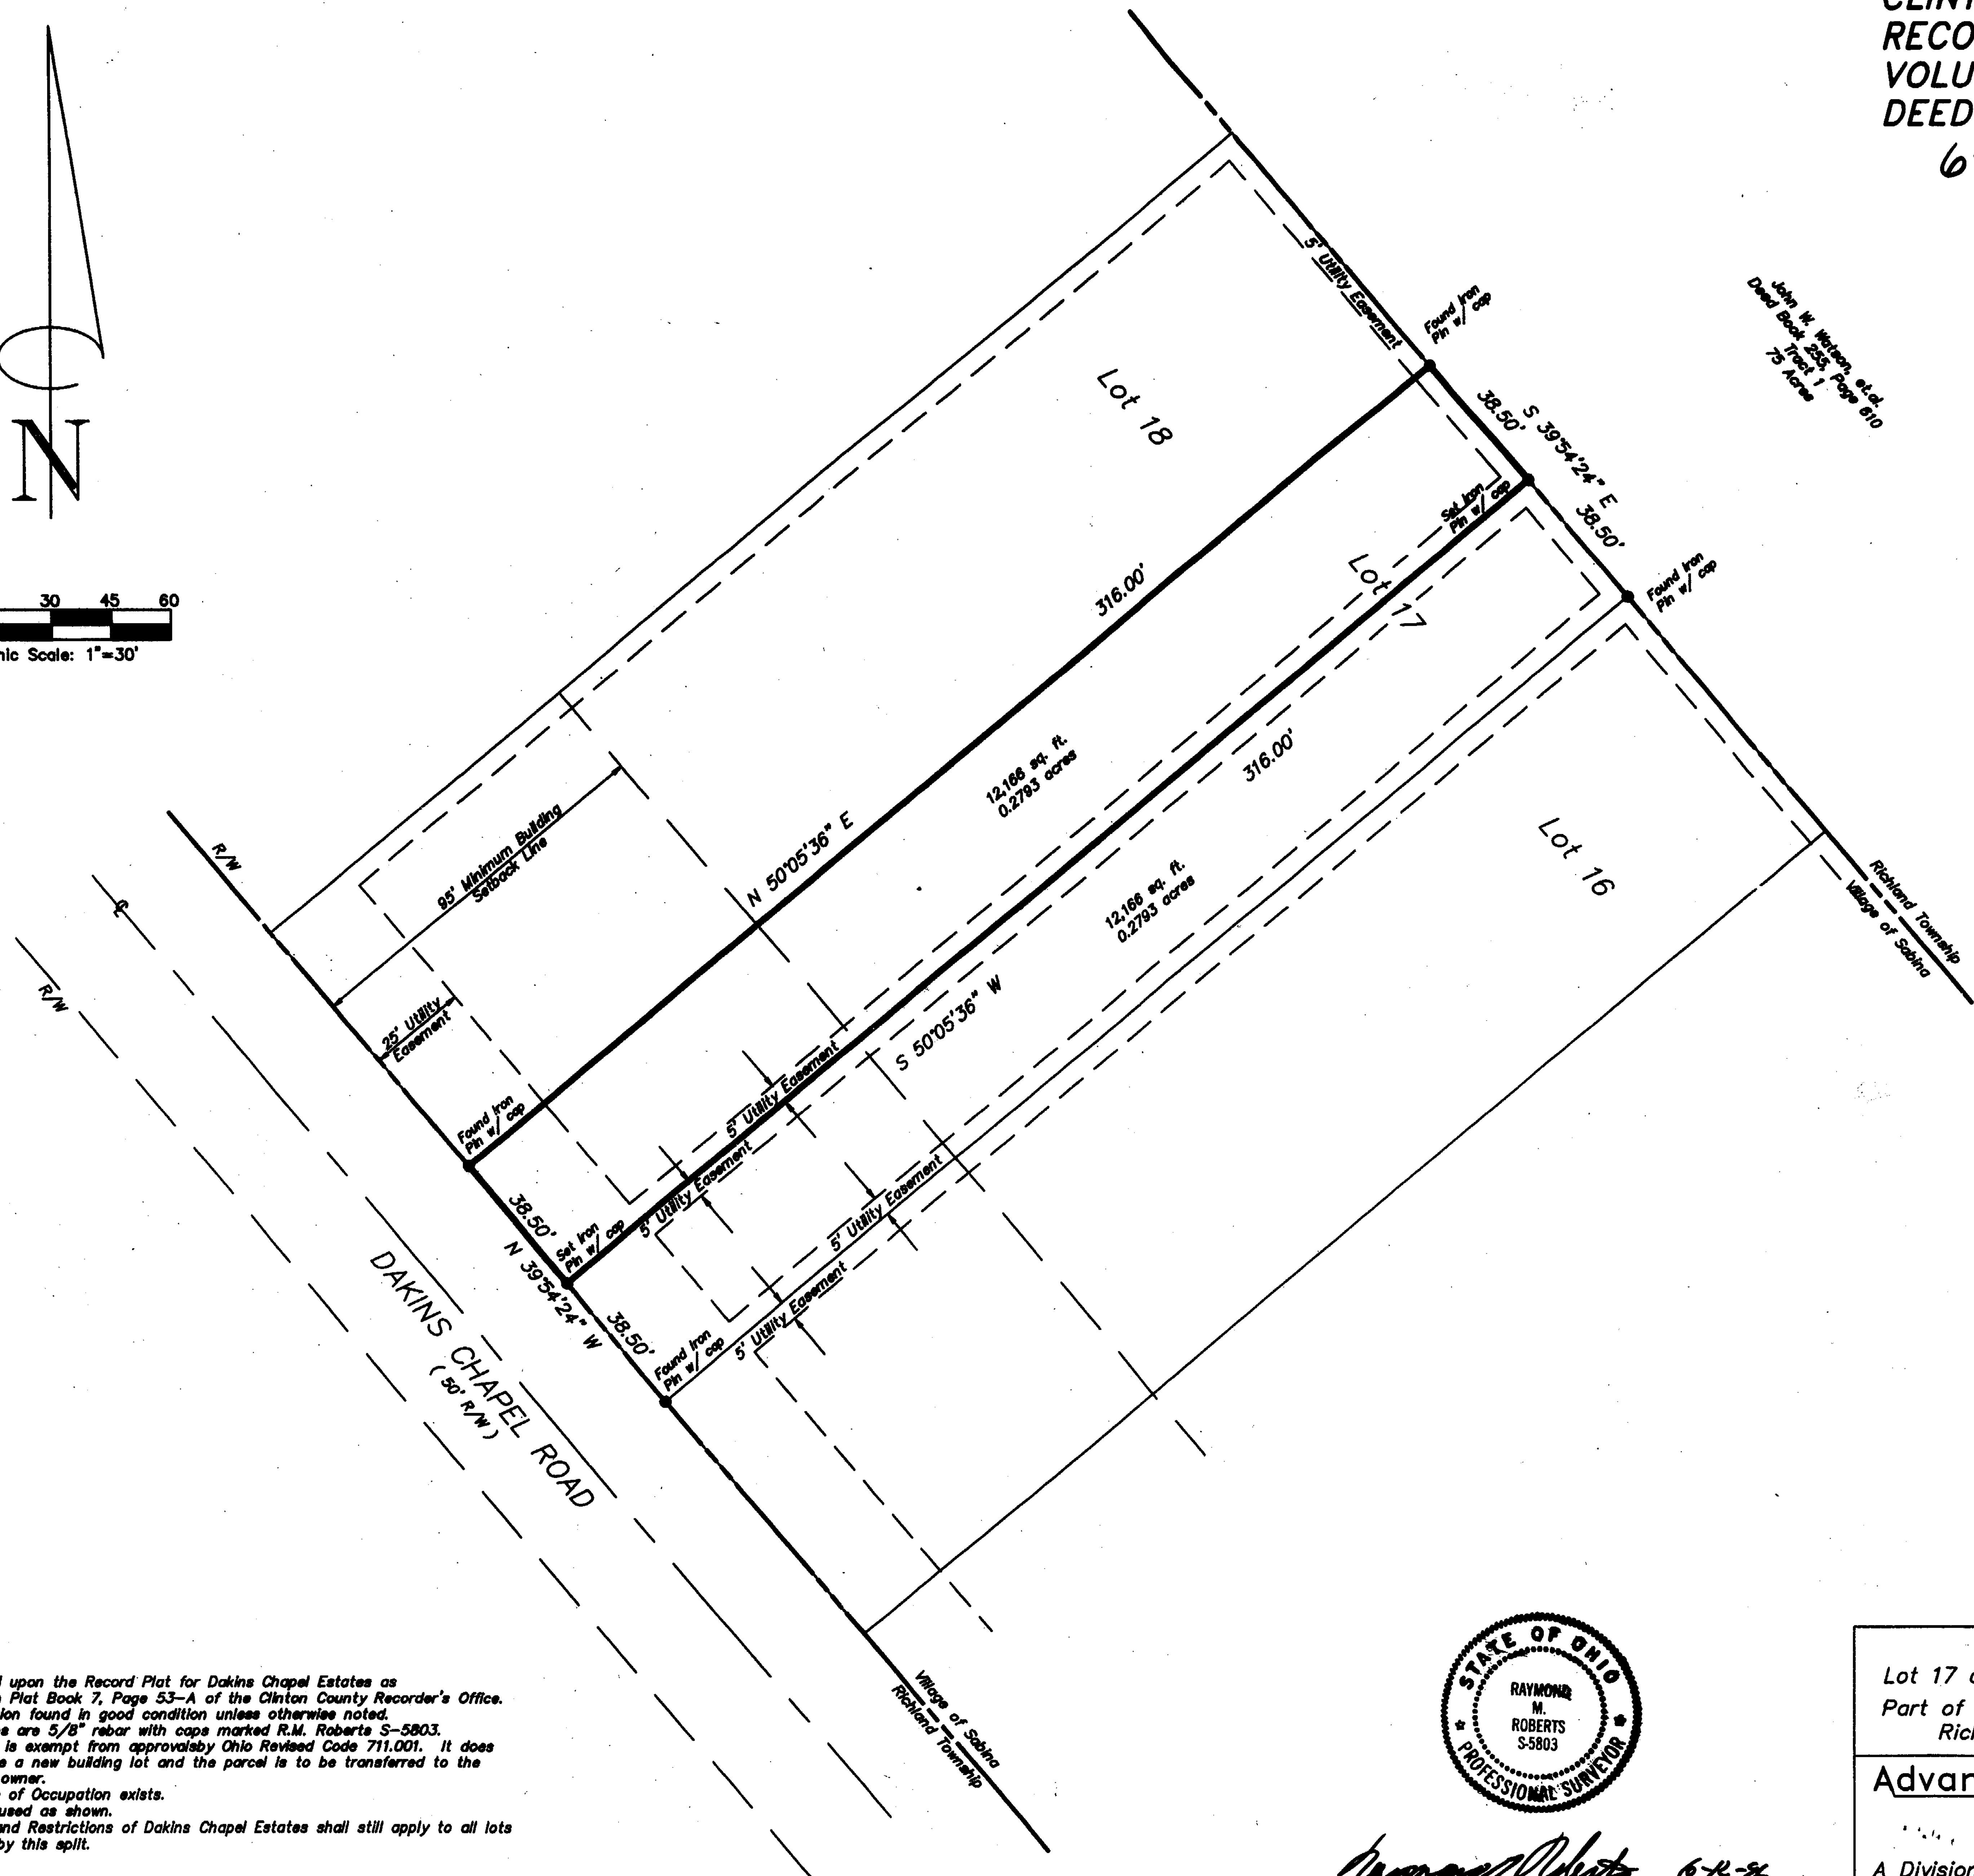 CLINT
RECO
VOLU
DEED
6
N
John W. Watson, et.al.
Deed Book 255, Page 610
Tract 1
75 Acres
5' Utility Easement
Found Iron
Pin w/ cap
Lot 18
38.50'
S 39°54'24" E
38.50'
Set Iron
Pin w/ cap
Lot 17
Found Iron
Pin w/ cap
30 45 60
hic Scale: 1"=30'
316.00'
12,166 sq. ft.
0.2793 acres
316.00'
95' Minimum Building
Setback Line
N 50°05'36" E
12,166 sq. ft.
0.2793 acres
Lot 16
Richland Township
Village of Sabina
R/W
R/W
25' Utility
Easement
S 50°05'36" W
Found Iron
Pin w/ cap
5' Utility Easement
5' Utility Easement
38.50'
Set Iron
Pin w/ cap
N 39°54'24" W
38.50'
5' Utility Easement
5' Utility Easement
Found Iron
Pin w/ cap
DAKINS CHAPEL ROAD
( 50' R/W )
Village of Sabina
Richland Township
upon the Record Plat for Dakins Chapel Estates as
Plat Book 7, Page 53-A of the Clinton County Recorder's Office.
ion found in good condition unless otherwise noted.
s are 5/8" rebar with caps marked R.M. Roberts S-5803.
is exempt from approvalsby Ohio Revised Code 711.001. It does
e a new building lot and the parcel is to be transferred to the
owner.
of Occupation exists.
used as shown.
nd Restrictions of Dakins Chapel Estates shall still apply to all lots
by this split.
STATE OF OHIO
RAYMOND
M.
ROBERTS
S-5803
PROFESSIONAL SURVEYOR
Lot 17
Part of
Rich
Advan
A Division